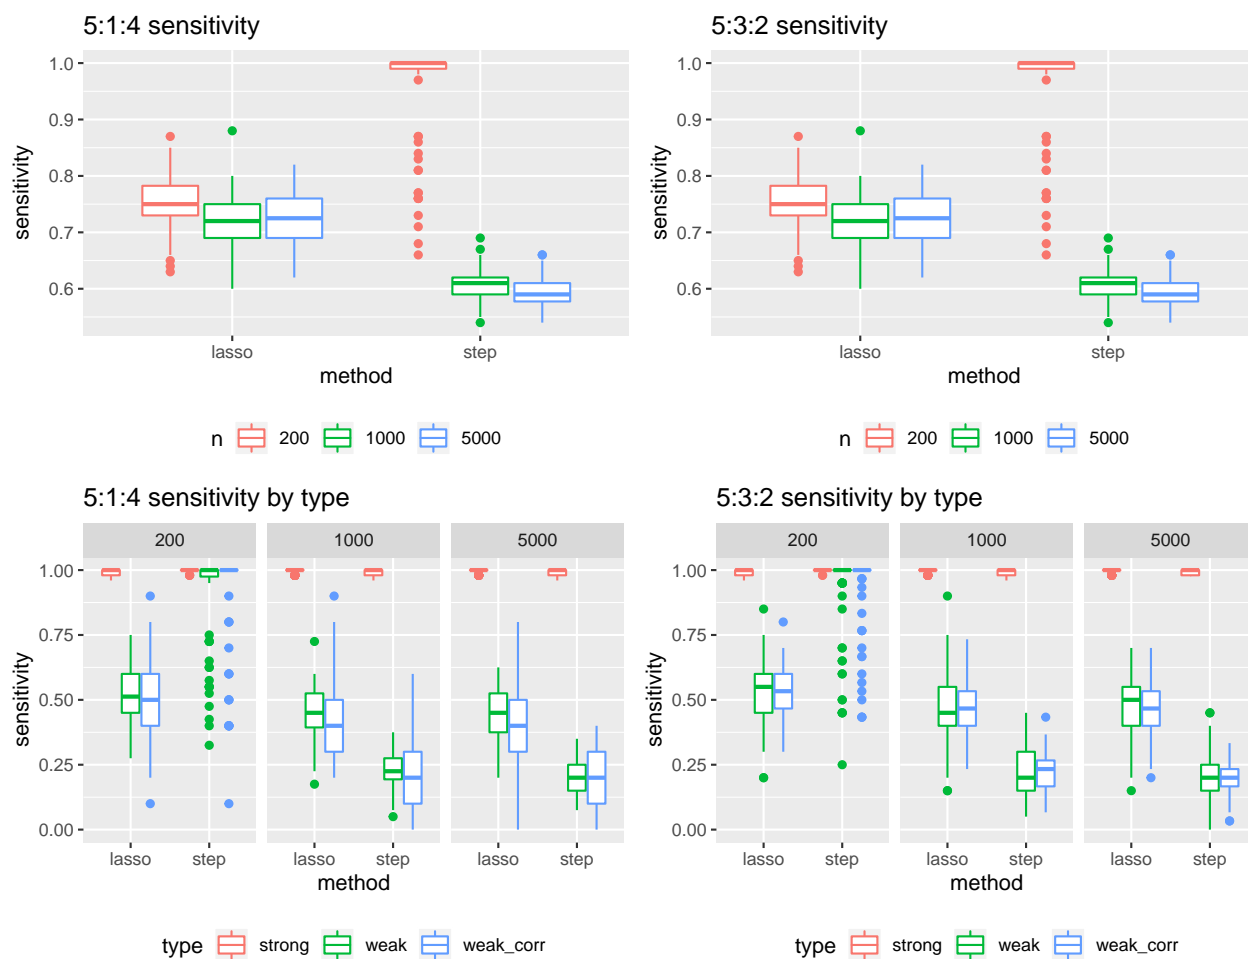 5:1:4 sensitivity
1.0
0.9
0.8
0.7
0.6
sensitivity
lasso
step
method
n 200 1000 5000
5:3:2 sensitivity
1.0
0.9
0.8
0.7
0.6
sensitivity
lasso
step
method
n 200 1000 5000
5:1:4 sensitivity by type
200 1000 5000
1.00
0.75
0.50
0.25
0.00
sensitivity
lasso step lasso step lasso step
method
type strong weak weak_corr
5:3:2 sensitivity by type
200 1000 5000
1.00
0.75
0.50
0.25
0.00
sensitivity
lasso step lasso step lasso step
method
type strong weak weak_corr